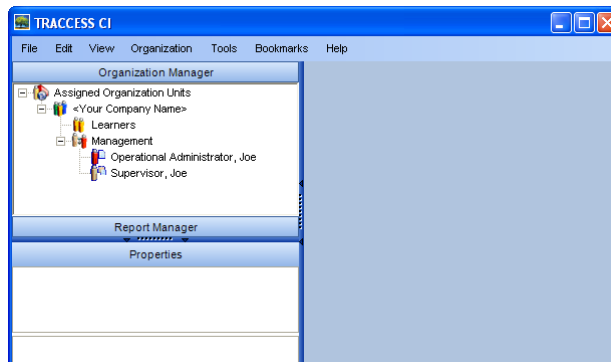 TRACCESS CI
File Edit View Organization Tools Bookmarks Help
Organization Manager
Assigned Organization Units
<Your Company Name>
Learners
Management
Operational Administrator, Joe
Supervisor, Joe
Report Manager
Properties